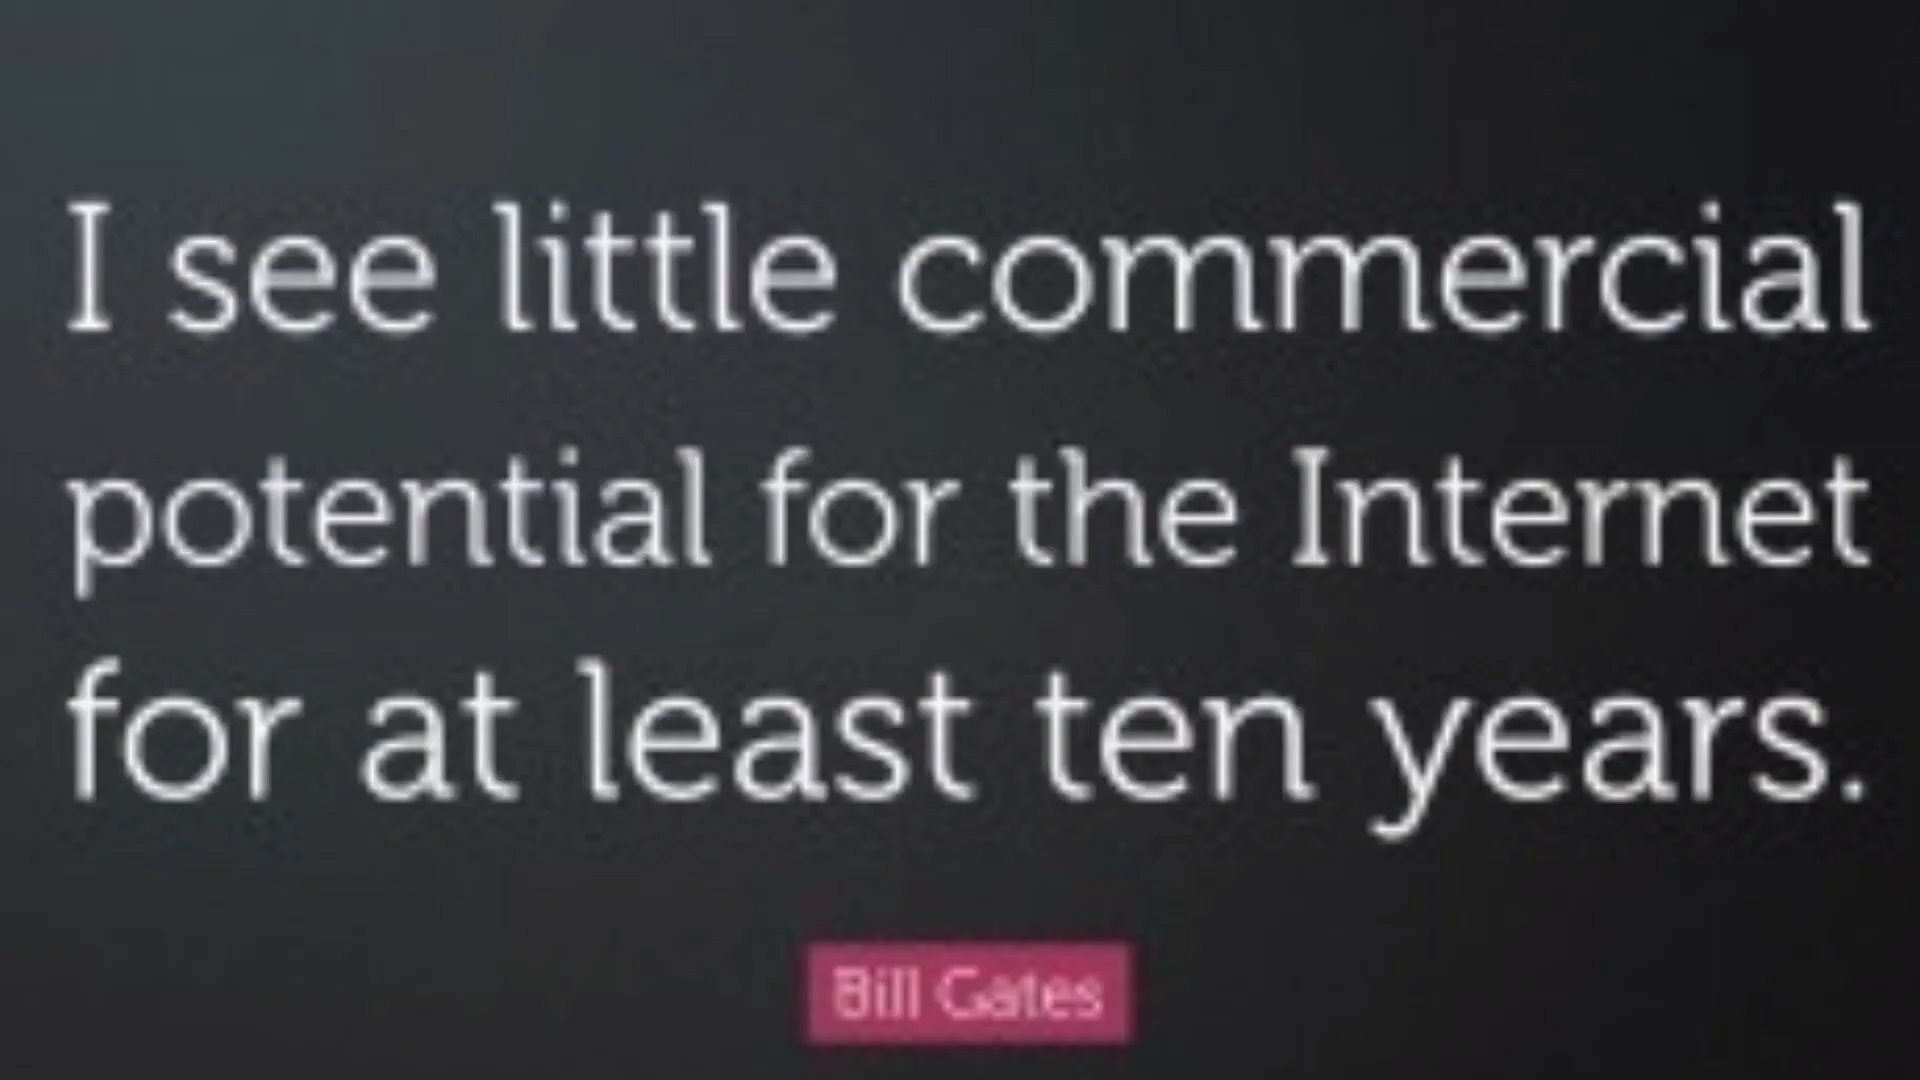 I see little commercial
potential for the Internet
for at least ten years.
Bill Gates